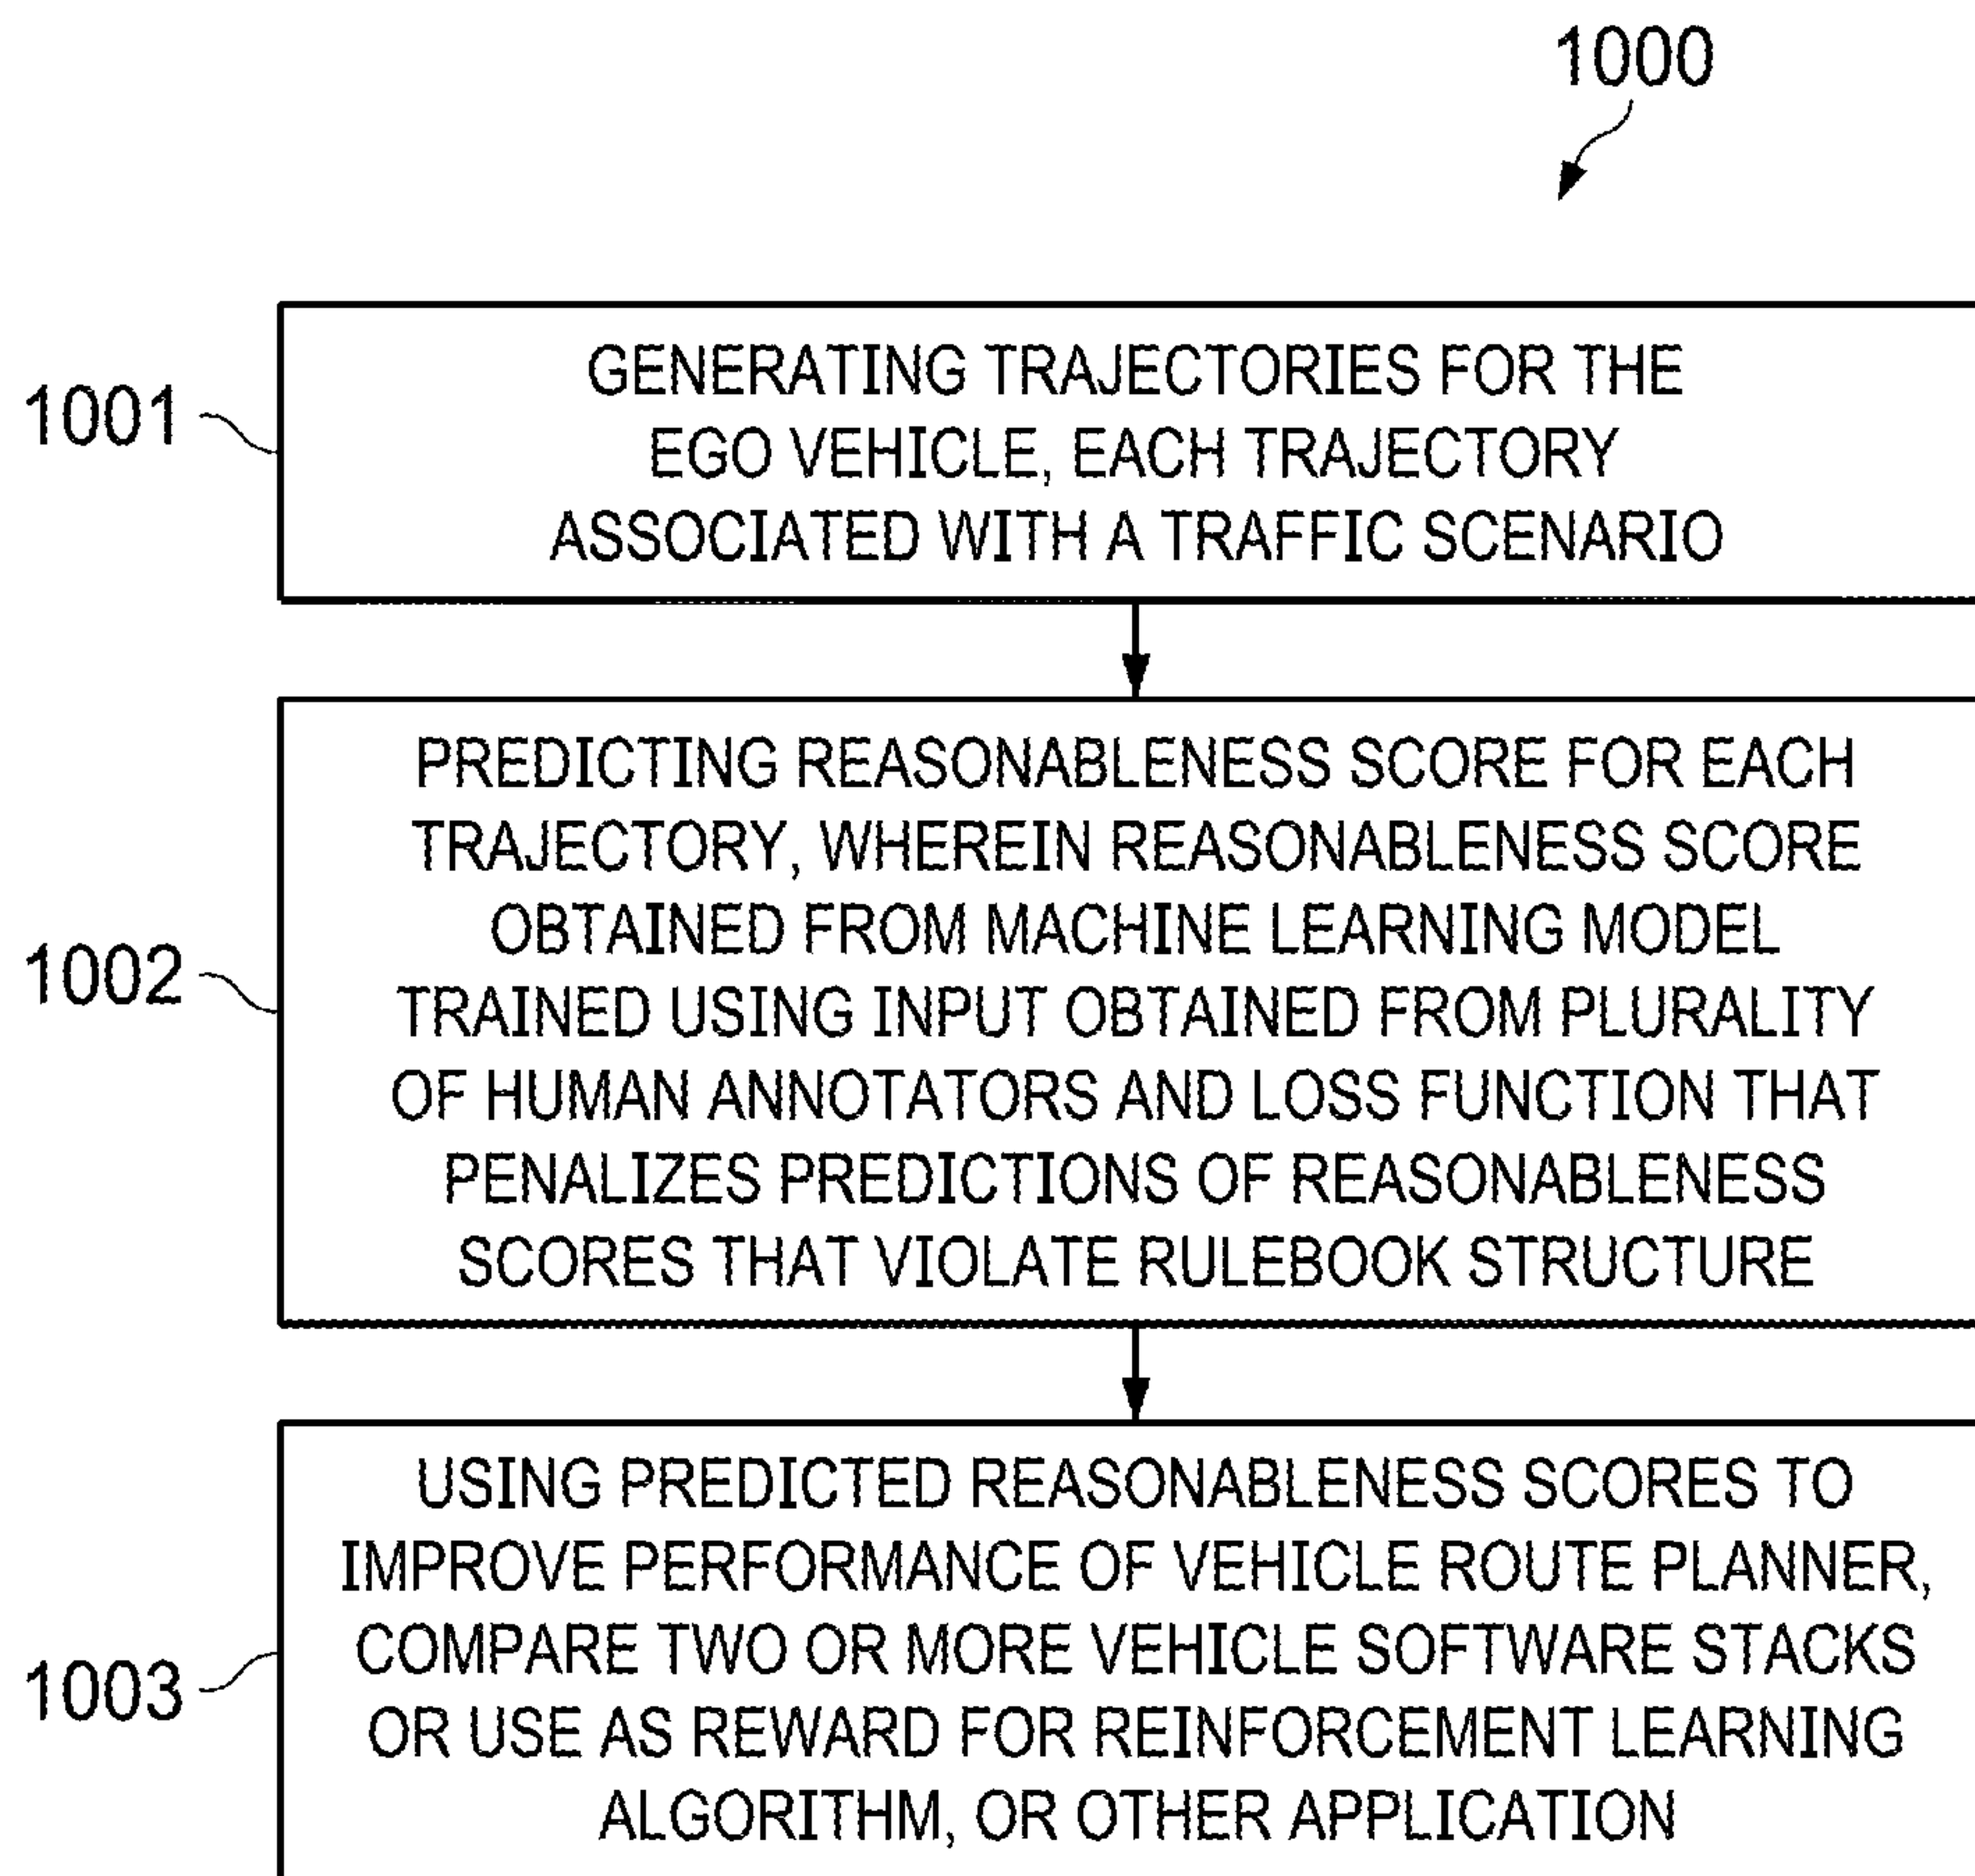 1000
1001
GENERATING TRAJECTORIES FOR THE
EGO VEHICLE, EACH TRAJECTORY
ASSOCIATED WITH A TRAFFIC SCENARIO
1002
PREDICTING REASONABLENESS SCORE FOR EACH
TRAJECTORY, WHEREIN REASONABLENESS SCORE
OBTAINED FROM MACHINE LEARNING MODEL
TRAINED USING INPUT OBTAINED FROM PLURALITY
OF HUMAN ANNOTATORS AND LOSS FUNCTION THAT
PENALIZES PREDICTIONS OF REASONABLENESS
SCORES THAT VIOLATE RULEBOOK STRUCTURE
1003
USING PREDICTED REASONABLENESS SCORES TO
IMPROVE PERFORMANCE OF VEHICLE ROUTE PLANNER,
COMPARE TWO OR MORE VEHICLE SOFTWARE STACKS
OR USE AS REWARD FOR REINFORCEMENT LEARNING
ALGORITHM, OR OTHER APPLICATION